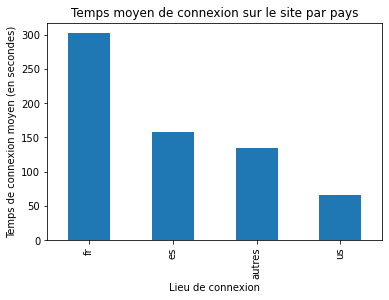 Temps moyen de connexion sur le site par pays
Temps de connexion moyen (en secondes)
300
250
200
150
100
50
0
fr
es
autres
us
Lieu de connexion